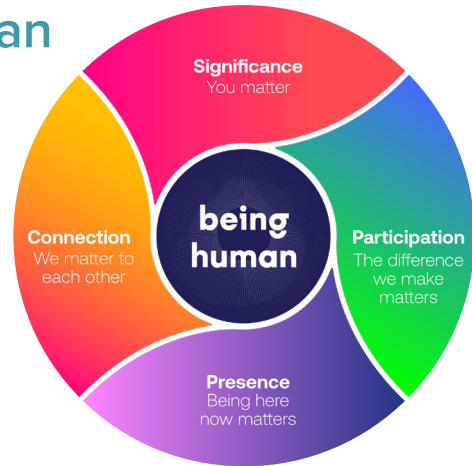 an
Significance
You matter
Connection
We matter to
each other
being
human
Participation
The difference
we make
matters
Presence
Being here
now matters